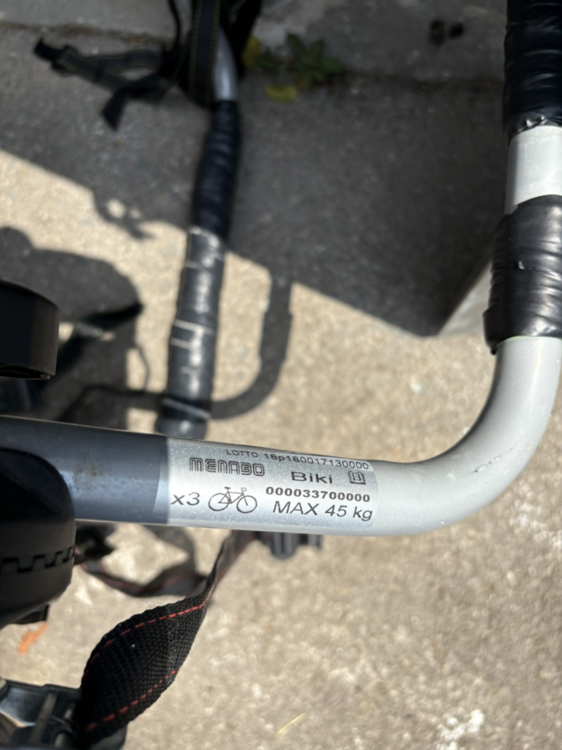 LOTTO 16p160017130000
MENABO Biki
000033700000
x3 MAX 45 kg